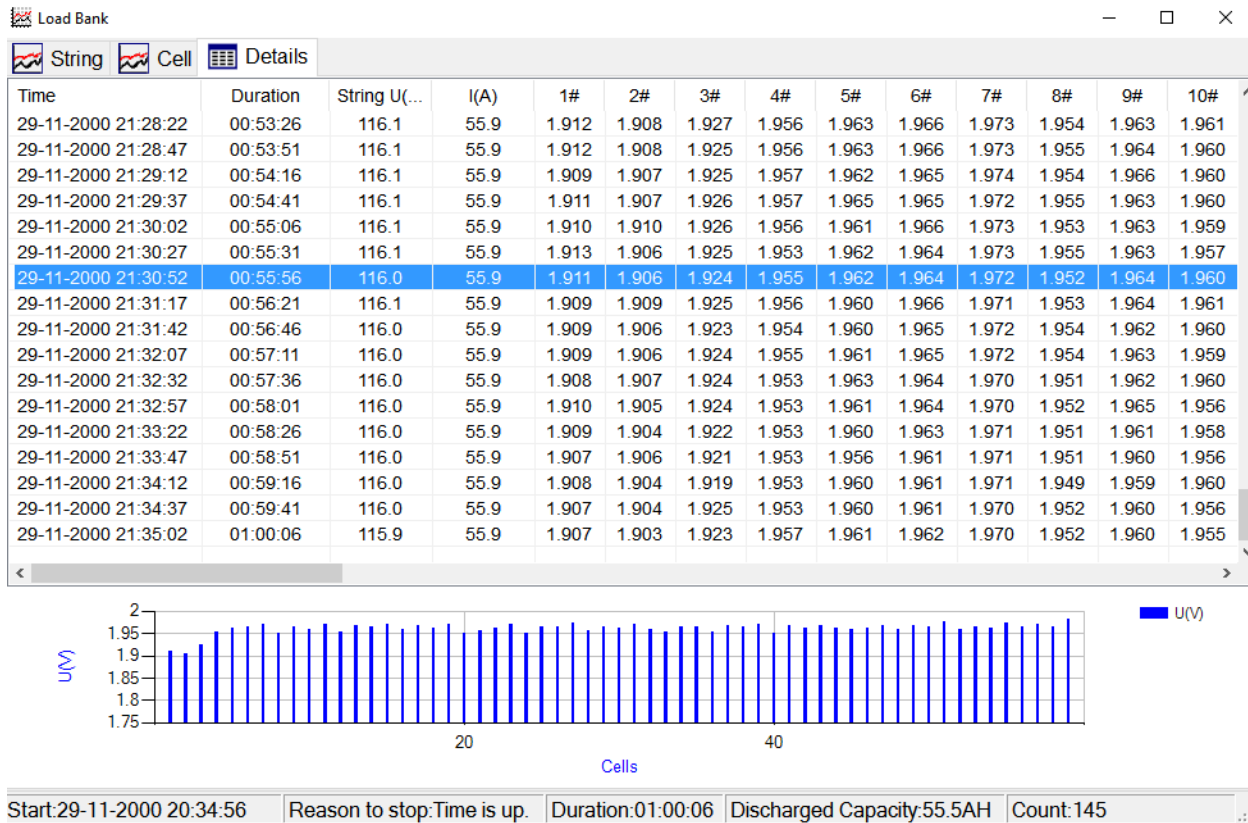 Load Bank
String Cell Details
Time Duration String U(... I(A) 1# 2# 3# 4# 5# 6# 7# 8# 9# 10#
29-11-2000 21:28:22 00:53:26 116.1 55.9 1.912 1.908 1.927 1.956 1.963 1.966 1.973 1.954 1.963 1.961
29-11-2000 21:28:47 00:53:51 116.1 55.9 1.912 1.908 1.925 1.956 1.963 1.966 1.973 1.955 1.964 1.960
29-11-2000 21:29:12 00:54:16 116.1 55.9 1.909 1.907 1.925 1.957 1.962 1.965 1.974 1.954 1.966 1.960
29-11-2000 21:29:37 00:54:41 116.1 55.9 1.911 1.907 1.926 1.957 1.965 1.965 1.972 1.955 1.963 1.960
29-11-2000 21:30:02 00:55:06 116.1 55.9 1.910 1.910 1.926 1.956 1.961 1.966 1.973 1.953 1.963 1.959
29-11-2000 21:30:27 00:55:31 116.1 55.9 1.913 1.906 1.925 1.953 1.962 1.964 1.973 1.955 1.963 1.957
29-11-2000 21:30:52 00:55:56 116.0 55.9 1.911 1.906 1.924 1.955 1.962 1.964 1.972 1.952 1.964 1.960
29-11-2000 21:31:17 00:56:21 116.1 55.9 1.909 1.909 1.925 1.956 1.960 1.966 1.971 1.953 1.964 1.961
29-11-2000 21:31:42 00:56:46 116.0 55.9 1.909 1.906 1.923 1.954 1.960 1.965 1.972 1.954 1.962 1.960
29-11-2000 21:32:07 00:57:11 116.0 55.9 1.909 1.906 1.924 1.955 1.961 1.965 1.972 1.954 1.963 1.959
29-11-2000 21:32:32 00:57:36 116.0 55.9 1.908 1.907 1.924 1.953 1.963 1.964 1.970 1.951 1.962 1.960
29-11-2000 21:32:57 00:58:01 116.0 55.9 1.910 1.905 1.924 1.953 1.961 1.964 1.970 1.952 1.965 1.956
29-11-2000 21:33:22 00:58:26 116.0 55.9 1.909 1.904 1.922 1.953 1.960 1.963 1.971 1.951 1.961 1.958
29-11-2000 21:33:47 00:58:51 116.0 55.9 1.907 1.906 1.921 1.953 1.956 1.961 1.971 1.951 1.960 1.956
29-11-2000 21:34:12 00:59:16 116.0 55.9 1.908 1.904 1.919 1.953 1.960 1.961 1.971 1.949 1.959 1.960
29-11-2000 21:34:37 00:59:41 116.0 55.9 1.907 1.904 1.925 1.953 1.960 1.961 1.970 1.952 1.960 1.956
29-11-2000 21:35:02 01:00:06 115.9 55.9 1.907 1.903 1.923 1.957 1.961 1.962 1.970 1.952 1.960 1.955
2
1.95
1.9
1.85
1.8
1.75
U(V)
20 40
Cells
U(V)
Start:29-11-2000 20:34:56 Reason to stop:Time is up. Duration:01:00:06 Discharged Capacity:55.5AH Count:145